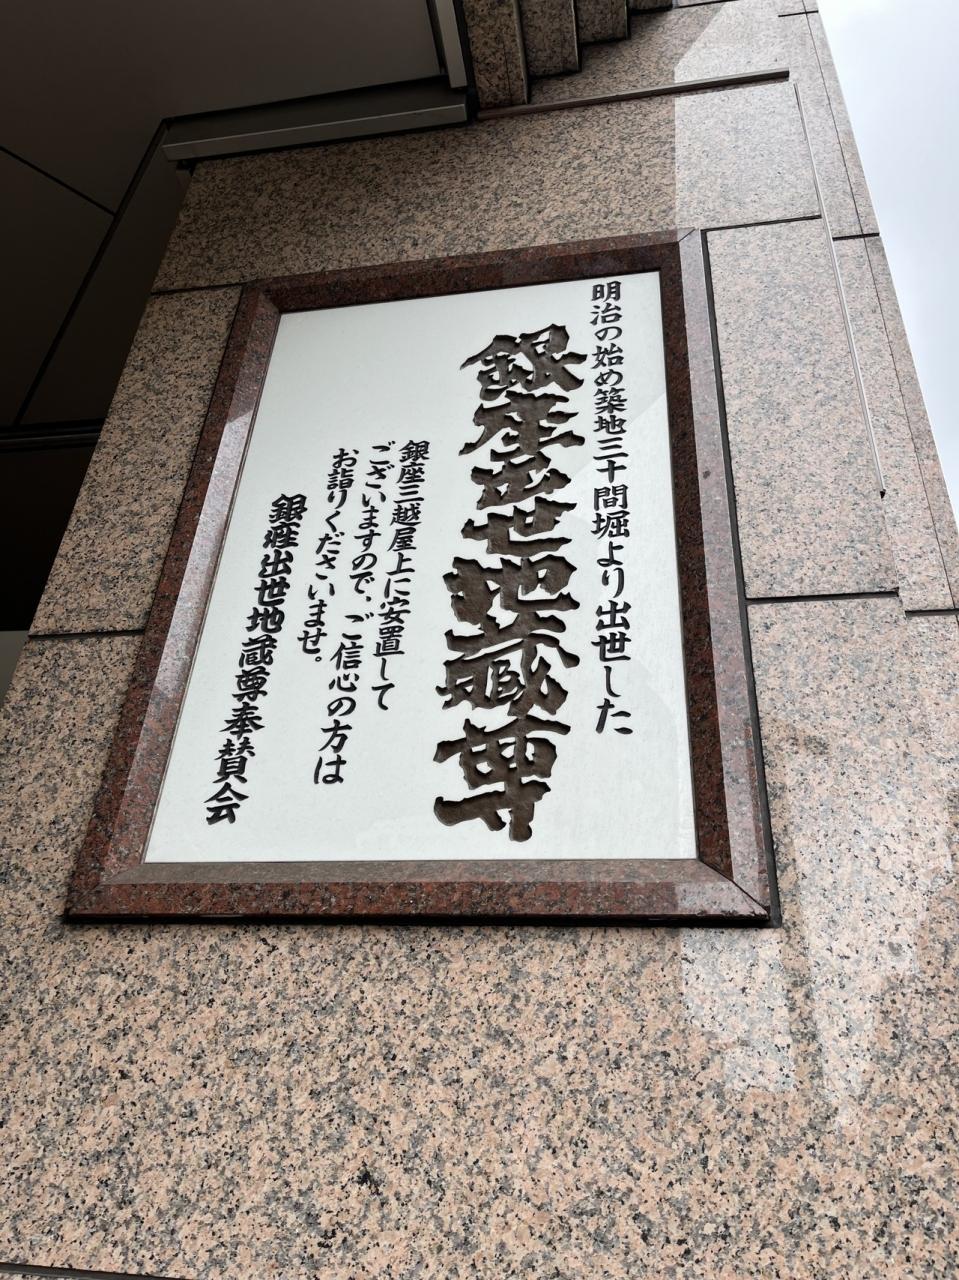 明治の始め築地三十間堀より出世した
銀座出世地蔵尊
銀座三越屋上に安置して
ございますので、ご信心の方は
お詣りくださいませ。
銀座出世地蔵尊奉賛会